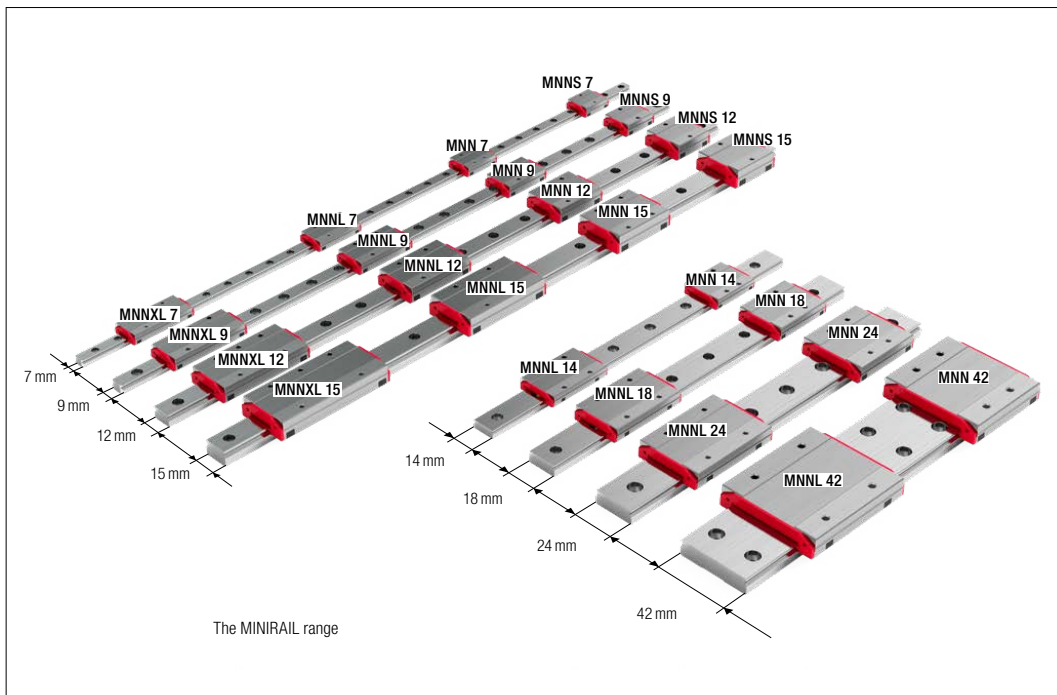 MNNS 7
MNNS 9
MNNS 12
MNNS 15
MNN 7
MNN 9
MNN 12
MNN 15
MNNL 7
MNNL 9
MNNL 12
MNNL 15
MNNXL 7
MNNXL 9
MNNXL 12
MNNXL 15
7 mm
9 mm
12 mm
15 mm
MNN 14
MNN 18
MNN 24
MNN 42
MNNL 14
MNNL 18
MNNL 24
MNNL 42
14 mm
18 mm
24 mm
42 mm
The MINIRAIL range